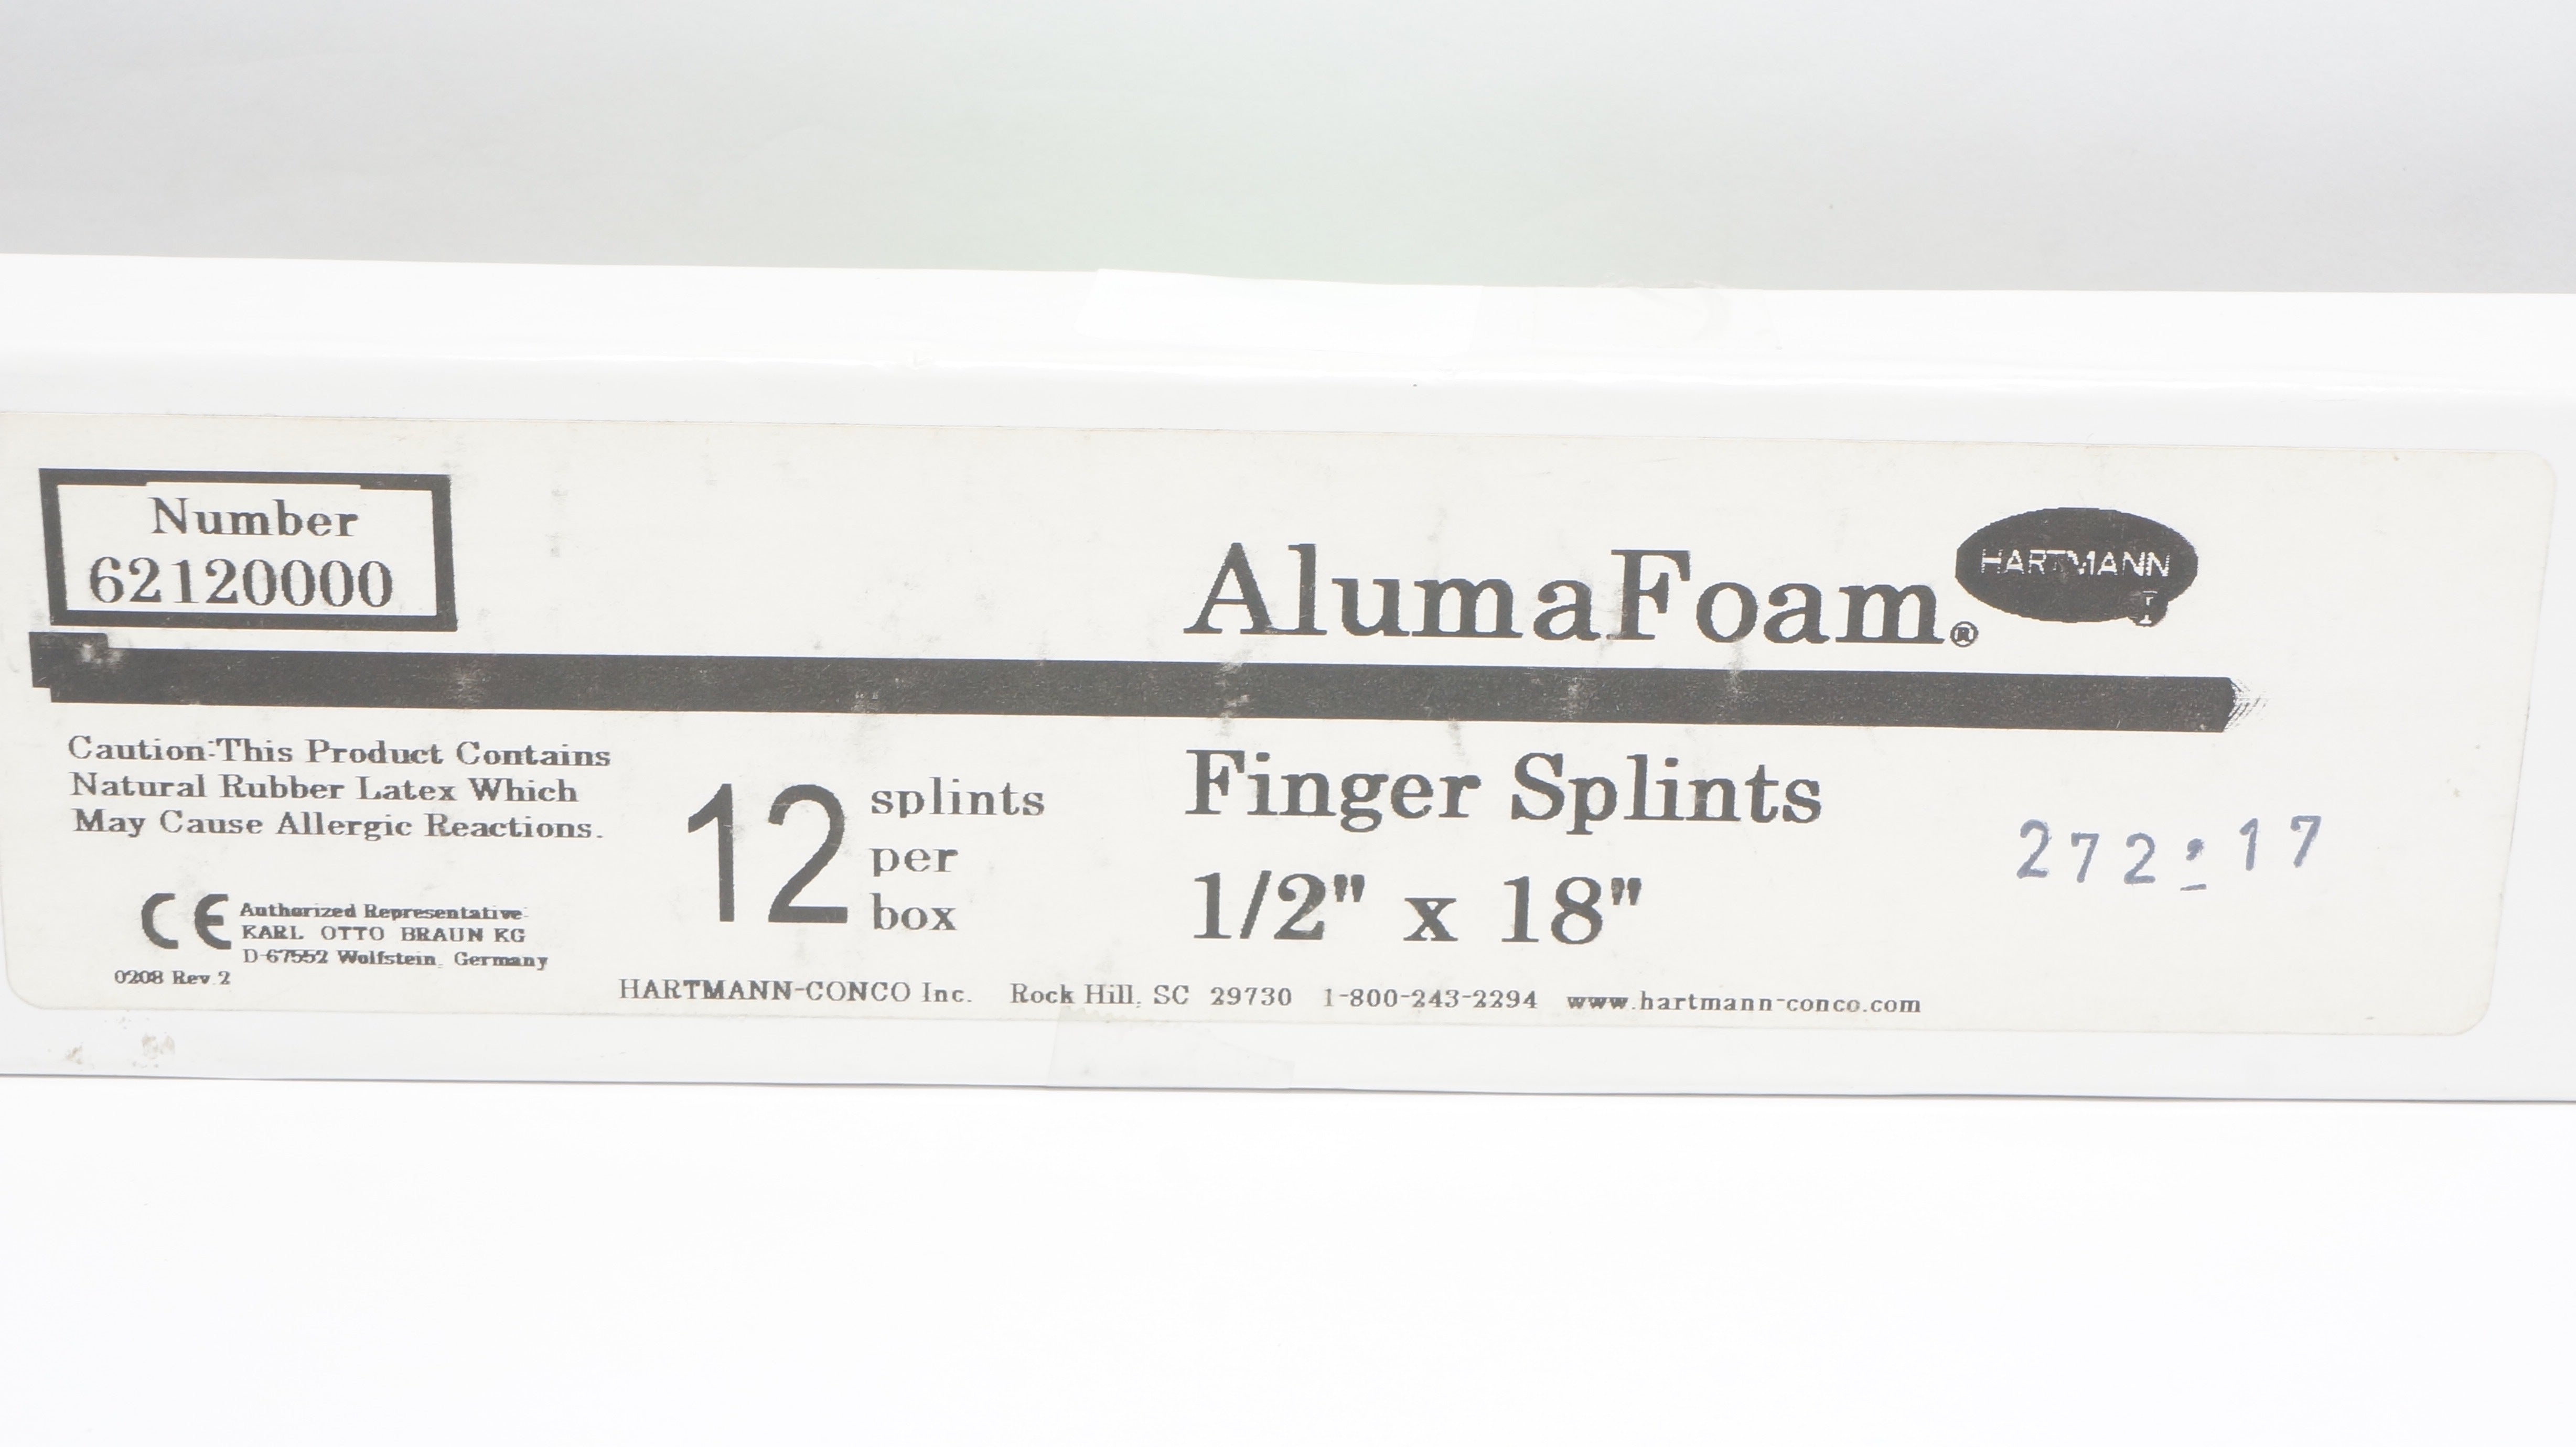 Number
62120000
AlumaFoam®
HARTMANN
Caution:This Product Contains
Natural Rubber Latex Which
May Cause Allergic Reactions.
CE
Authorized Representative:
KARL OTTO BRAUN KG
D-67552 Wolfstein, Germany
0208 Rev 2
12 splints
per
box
Finger Splints
1/2" x 18"
HARTMANN-CONCO Inc. Rock Hill, SC 29730 1-800-243-2294 www.hartmann-conco.com